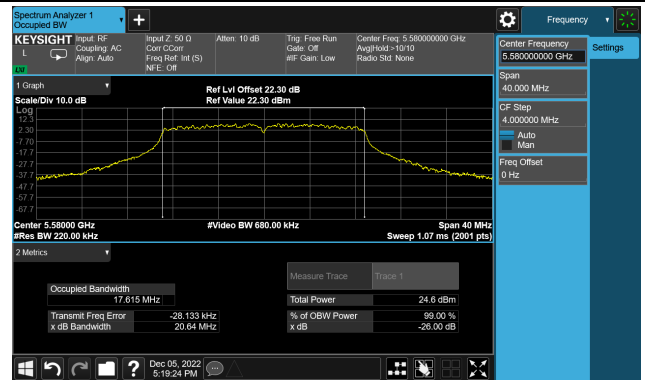 Spectrum Analyzer 1
Occupied BW
Frequency
KEYSIGHT
L
LXI
Input: RF
Coupling: AC
Align: Auto
Input Z: 50 Ω
Corr CCorr
Freq Ref: Int (S)
NFE: Off
Atten: 10 dB
Trig: Free Run
Gate: Off
#IF Gain: Low
Center Freq: 5.580000000 GHz
Avg|Hold:>10/10
Radio Std: None
Center Frequency
5.580000000 GHz
Settings
Span
40.000 MHz
CF Step
4.000000 MHz
Auto
Man
Freq Offset
0 Hz
1 Graph
Ref Lvl Offset 22.30 dB
Scale/Div 10.0 dB
Ref Value 22.30 dBm
Log
12.3
2.30
-7.70
-17.7
-27.7
-37.7
-47.7
-57.7
-67.7
Center 5.58000 GHz
#Video BW 680.00 kHz
Span 40 MHz
#Res BW 220.00 kHz
Sweep 1.07 ms (2001 pts)
2 Metrics
Measure Trace Trace 1
Occupied Bandwidth
17.615 MHz
Total Power 24.6 dBm
Transmit Freq Error -28.133 kHz
% of OBW Power 99.00 %
x dB Bandwidth 20.64 MHz
x dB -26.00 dB
Dec 05, 2022
5:19:24 PM